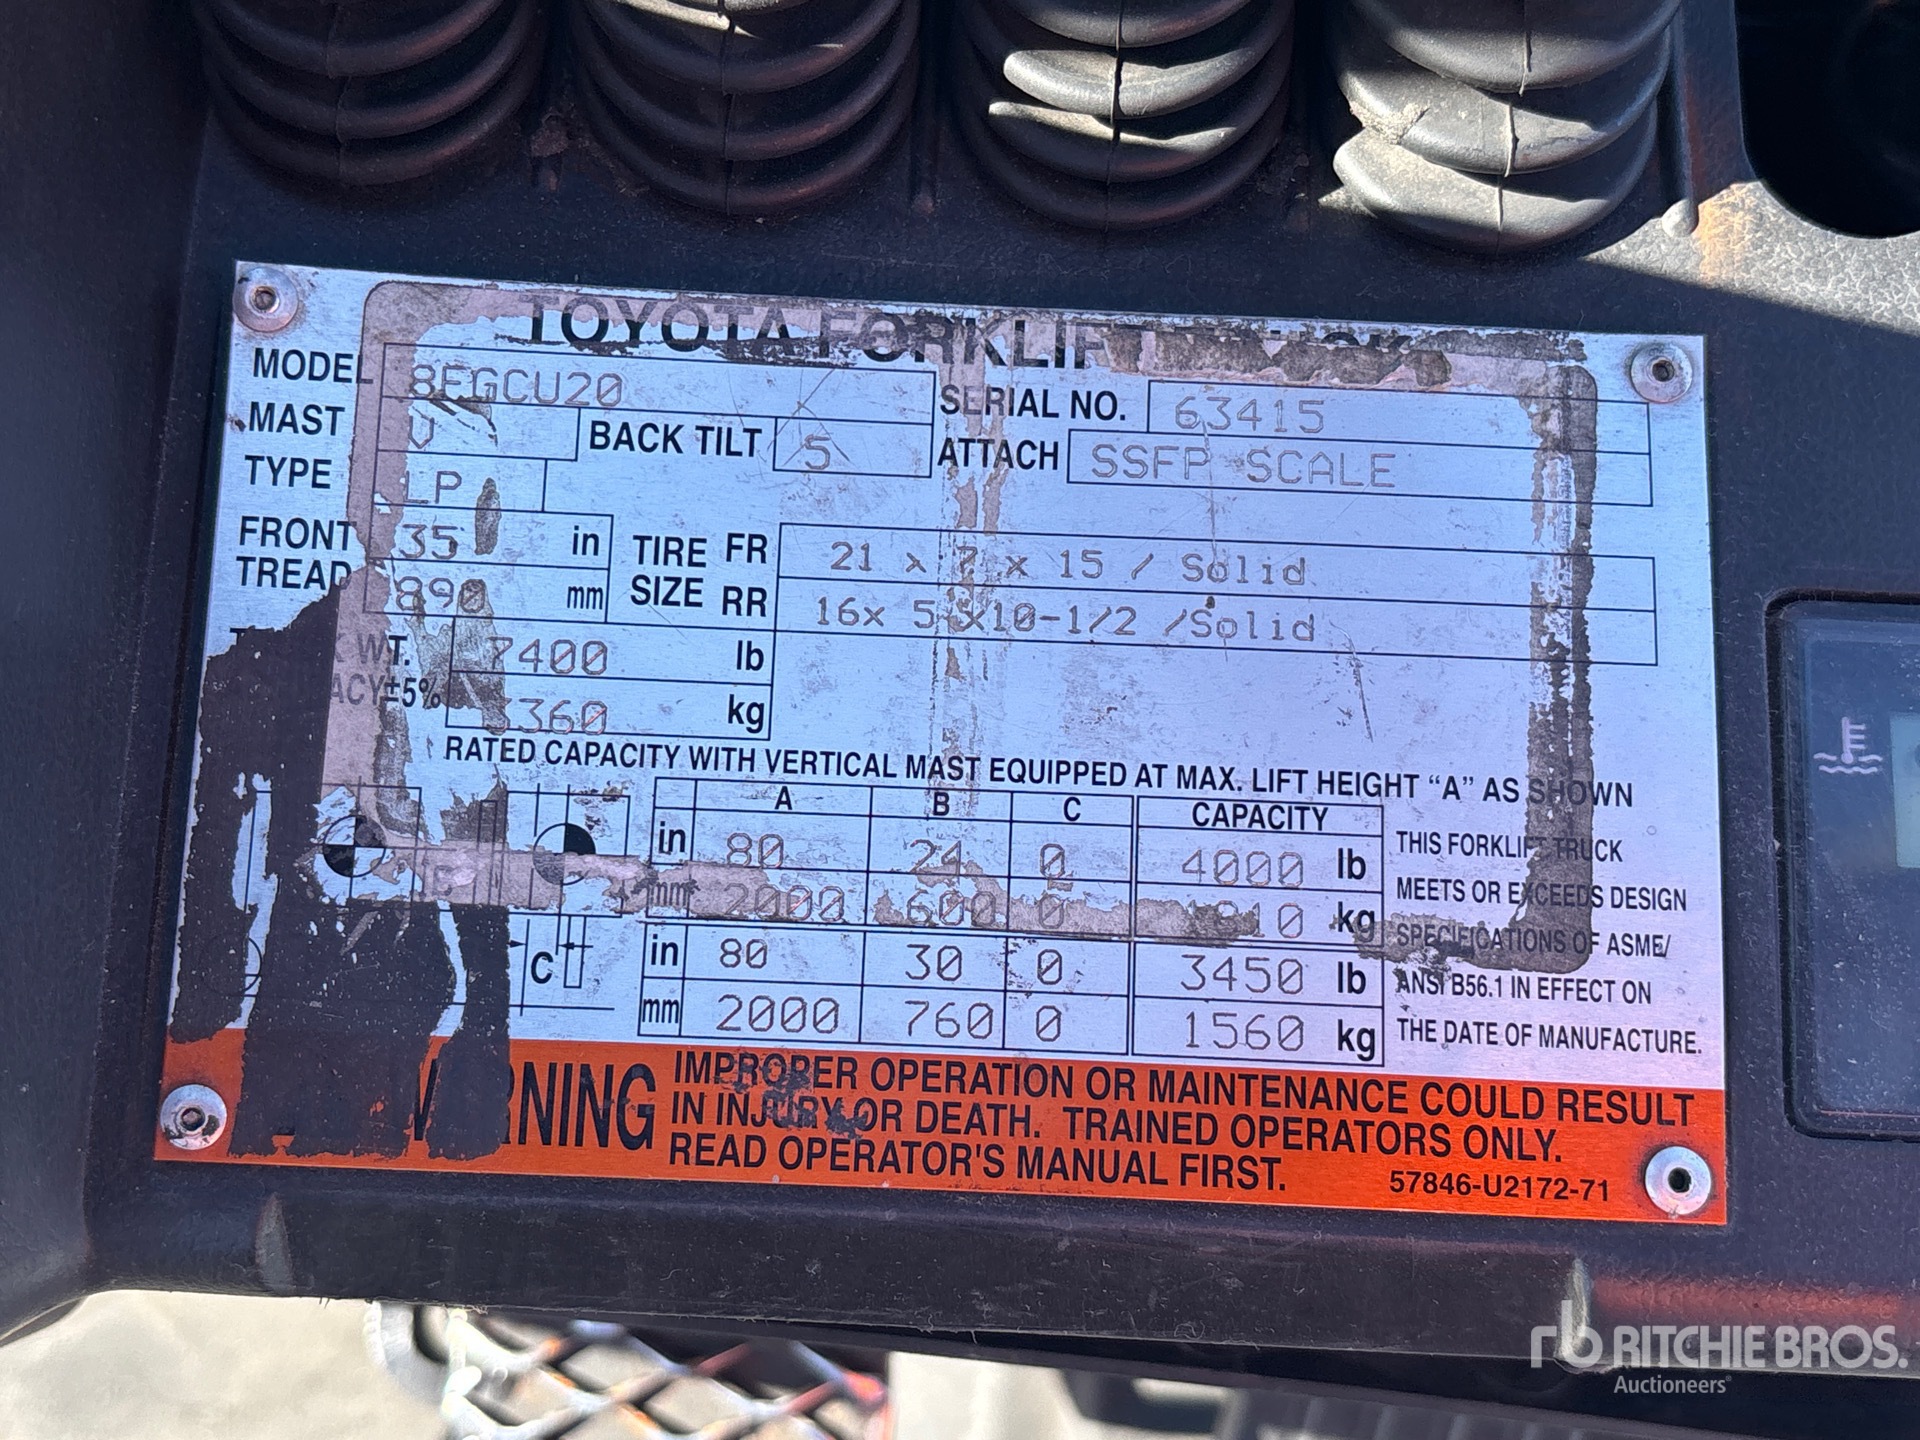 TOYOTA FORKLIFT
MODEL 8FGCU20 SERIAL NO. 63415
MAST V BACK TILT 5 ATTACH SSFP SCALE
TYPE LP
FRONT TREAD 35 in TIRE SIZE FR 21 x 7 x 15 / Solid
890 mm RR 16x 5 x10-1/2 /Solid
WT. 7400 lb
±5% 3360 kg
RATED CAPACITY WITH VERTICAL MAST EQUIPPED AT MAX. LIFT HEIGHT “A” AS SHOWN
A B C CAPACITY
in 80 24 0 4000 lb
mm 2000 600 0 kg
in 80 30 0 3450 lb
mm 2000 760 0 1560 kg
C
THIS FORKLIFT TRUCK
MEETS OR EXCEEDS DESIGN
SPECIFICATIONS OF ASME/
ANSI B56.1 IN EFFECT ON
THE DATE OF MANUFACTURE.
WARNING
IMPROPER OPERATION OR MAINTENANCE COULD RESULT
IN INJURY OR DEATH. TRAINED OPERATORS ONLY.
READ OPERATOR'S MANUAL FIRST. 57846-U2172-71
rb RITCHIE BROS.
Auctioneers